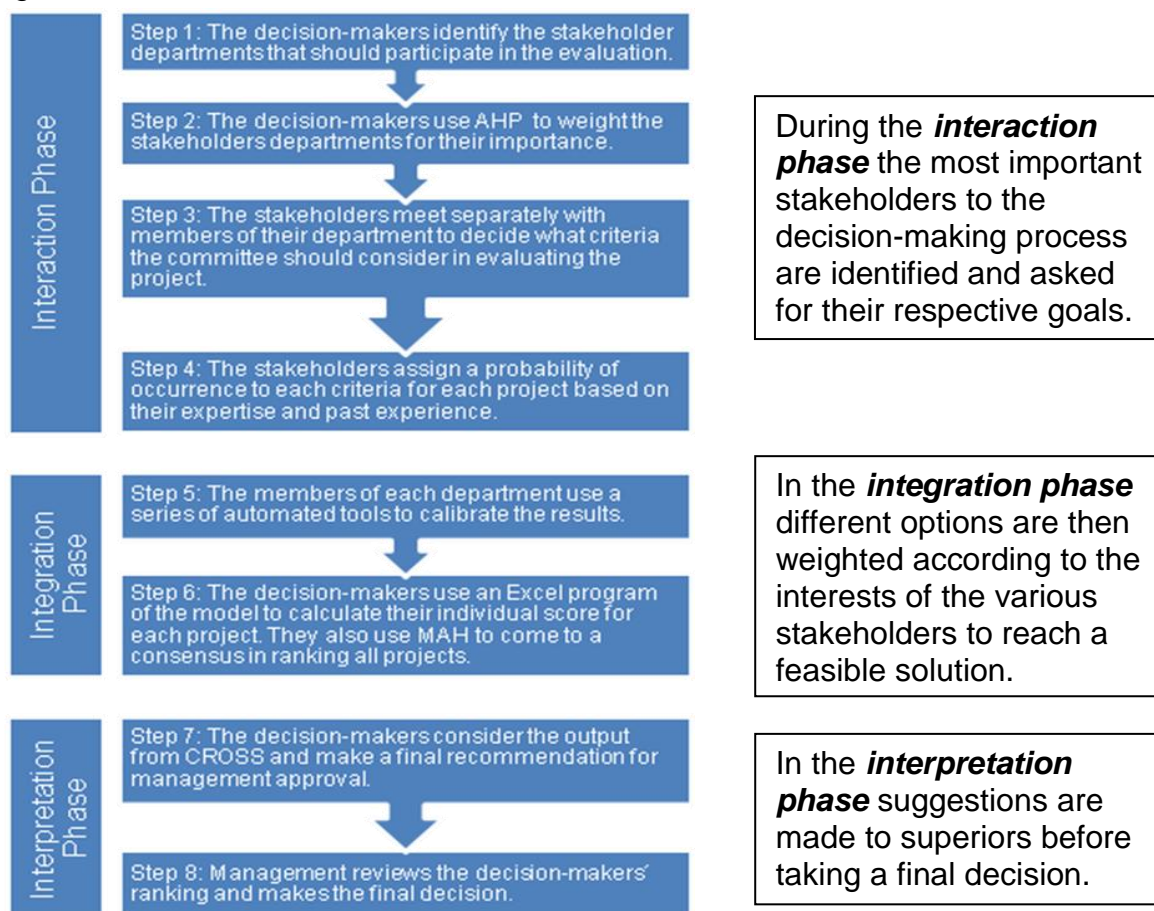 Interaction Phase
Step 1: The decision-makers identify the stakeholder
departments that should participate in the evaluation.
Step 2: The decision-makers use AHP to weight the
stakeholders departments for their importance.
Step 3: The stakeholders meet separately with
members of their department to decide what criteria
the committee should consider in evaluating the
project.
Step 4: The stakeholders assign a probability of
occurrence to each criteria for each project based on
their expertise and past experience.
During the interaction
phase the most important
stakeholders to the
decision-making process
are identified and asked
for their respective goals.
Integration
Phase
Step 5: The members of each department use a
series of automated tools to calibrate the results.
Step 6: The decision-makers use an Excel program
of the model to calculate their individual score for
each project. They also use MAH to come to a
consensus in ranking all projects.
In the integration phase
different options are then
weighted according to the
interests of the various
stakeholders to reach a
feasible solution.
Interpretation
Phase
Step 7: The decision-makers consider the output
from CROSS and make a final recommendation for
management approval.
Step 8: Management reviews the decision-makers'
ranking and makes the final decision.
In the interpretation
phase suggestions are
made to superiors before
taking a final decision.